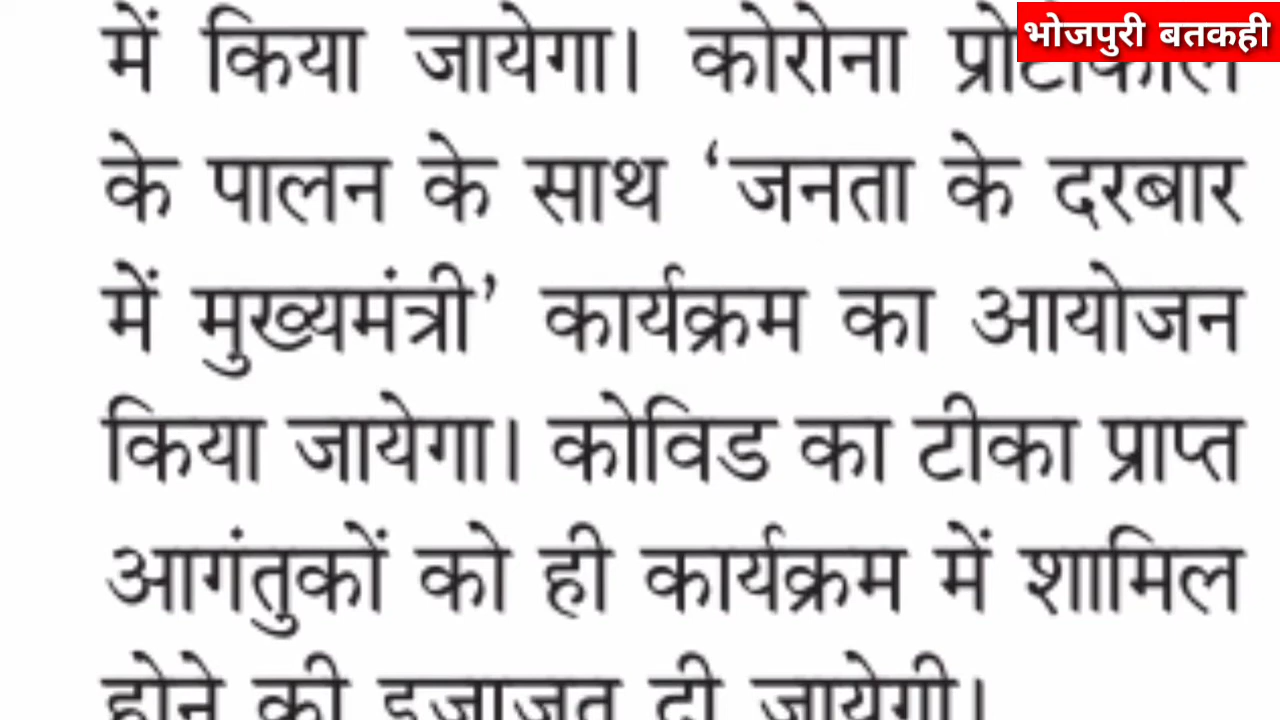 भोजपुरी बतकही
में किया जायेगा। कोरोना प्रोटोकॉल
के पालन के साथ ‘जनता के दरबार
में मुख्यमंत्री’ कार्यक्रम का आयोजन
किया जायेगा। कोविड का टीका प्राप्त
आगंतुकों को ही कार्यक्रम में शामिल
होने की इजाजत दी जायेगी।